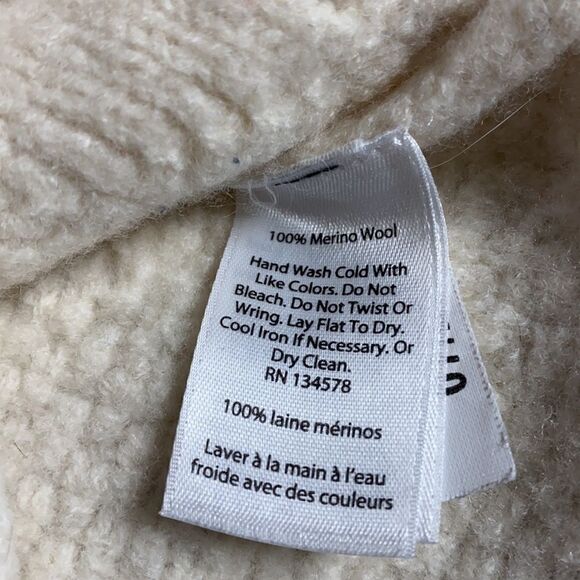 100% Merino Wool
Hand Wash Cold With
Like Colors. Do Not
Bleach. Do Not Twist Or
Wring. Lay Flat To Dry.
Cool Iron If Necessary. Or
Dry Clean.
RN 134578
100% laine mérinos
Laver à la main à l'eau
froide avec des couleurs